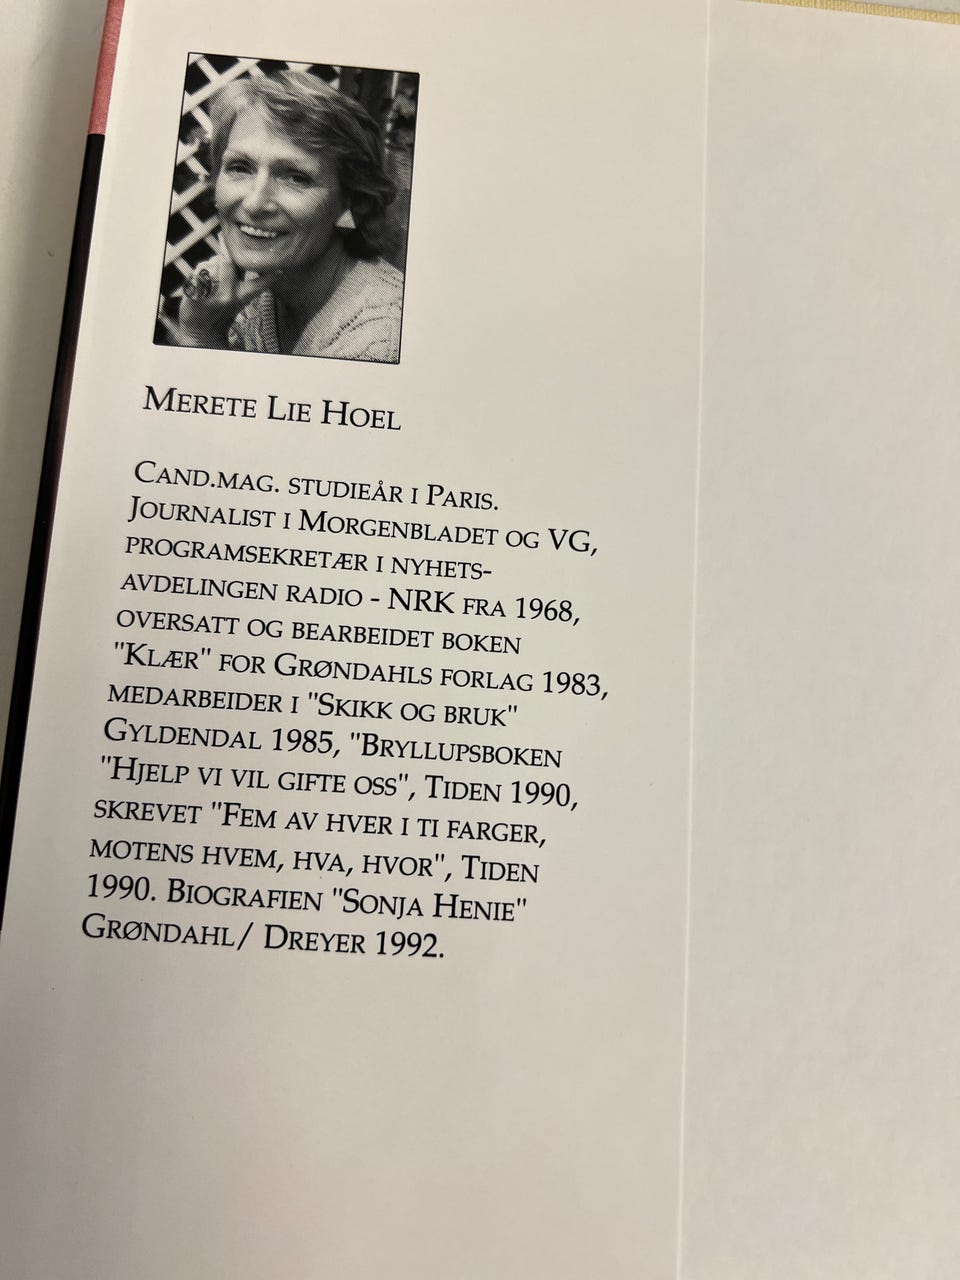 MERETE LIE HOEL
CAND.MAG. STUDIEÅR I PARIS.
JOURNALIST I MORGENBLADET OG VG,
PROGRAMSEKRETÆR I NYHETS-
AVDELINGEN RADIO - NRK FRA 1968,
OVERSATT OG BEARBEIDET BOKEN
"KLÆR" FOR GRØNDAHLS FORLAG 1983,
MEDARBEIDER I "SKIKK OG BRUK"
GYLDENDAL 1985, "BRYLLUPSBOKEN
"HJELP VI VIL GIFTE OSS", TIDEN 1990,
SKREVET "FEM AV HVER I TI FARGER,
MOTENS HVEM, HVA, HVOR", TIDEN
1990. BIOGRAFIEN "SONJA HENIE"
GRØNDAHL/ DREYER 1992.